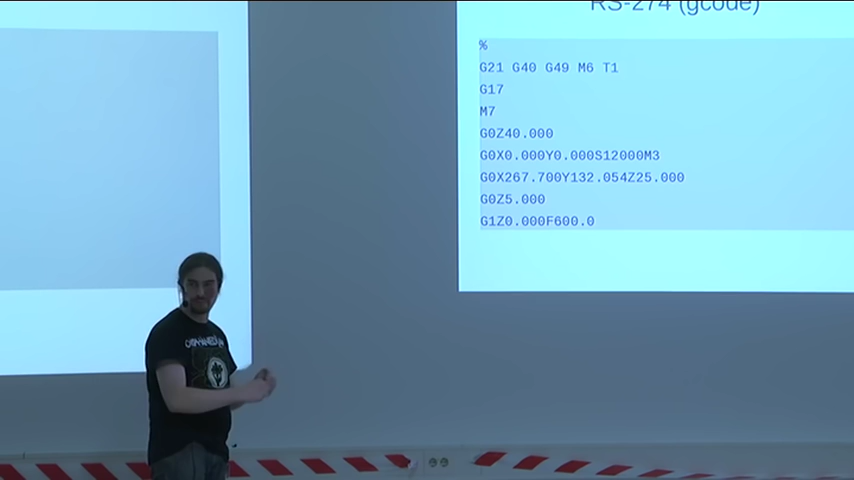 RS-274 (gcode)
%
G21 G40 G49 M6 T1
G17
M7
G0Z40.000
G0X0.000Y0.000S12000M3
G0X267.700Y132.054Z25.000
G0Z5.000
G1Z0.000F600.0